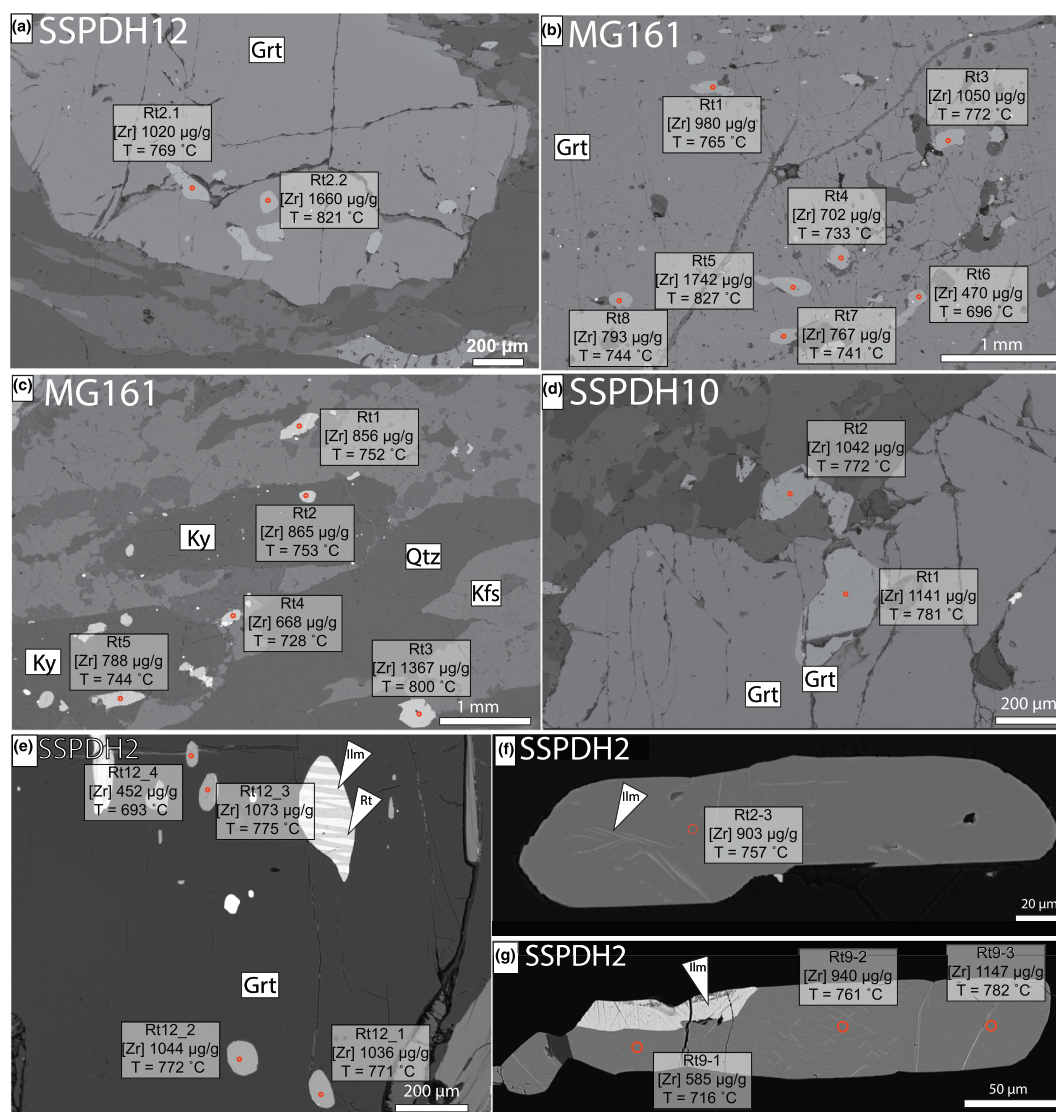 (a) SSPDH12
Grt
Rt2.1
[Zr] 1020 µg/g
T = 769 ˚C
Rt2.2
[Zr] 1660 µg/g
T = 821 ˚C
200 µm
(b) MG161
Grt
Rt1
[Zr] 980 µg/g
T = 765 ˚C
Rt3
[Zr] 1050 µg/g
T = 772 ˚C
Rt4
[Zr] 702 µg/g
T = 733 ˚C
Rt5
[Zr] 1742 µg/g
T = 827 ˚C
Rt6
[Zr] 470 µg/g
T = 696 ˚C
Rt8
[Zr] 793 µg/g
T = 744 ˚C
Rt7
[Zr] 767 µg/g
T = 741 ˚C
1 mm
(c) MG161
Rt1
[Zr] 856 µg/g
T = 752 ˚C
Rt2
[Zr] 865 µg/g
T = 753 ˚C
Ky
Qtz
Kfs
Rt4
[Zr] 668 µg/g
T = 728 ˚C
Ky
Rt5
[Zr] 788 µg/g
T = 744 ˚C
Rt3
[Zr] 1367 µg/g
T = 800 ˚C
1 mm
(d) SSPDH10
Rt2
[Zr] 1042 µg/g
T = 772 ˚C
Rt1
[Zr] 1141 µg/g
T = 781 ˚C
Grt
Grt
200 µm
(e) SSPDH2
Ilm
Rt
Rt12_4
[Zr] 452 µg/g
T = 693 ˚C
Rt12_3
[Zr] 1073 µg/g
T = 775 ˚C
Grt
Rt12_2
[Zr] 1044 µg/g
T = 772 ˚C
Rt12_1
[Zr] 1036 µg/g
T = 771 ˚C
200 µm
(f) SSPDH2
Ilm
Rt2-3
[Zr] 903 µg/g
T = 757 ˚C
20 µm
(g) SSPDH2
Ilm
Rt9-2
[Zr] 940 µg/g
T = 761 ˚C
Rt9-3
[Zr] 1147 µg/g
T = 782 ˚C
Rt9-1
[Zr] 585 µg/g
T = 716 ˚C
50 µm